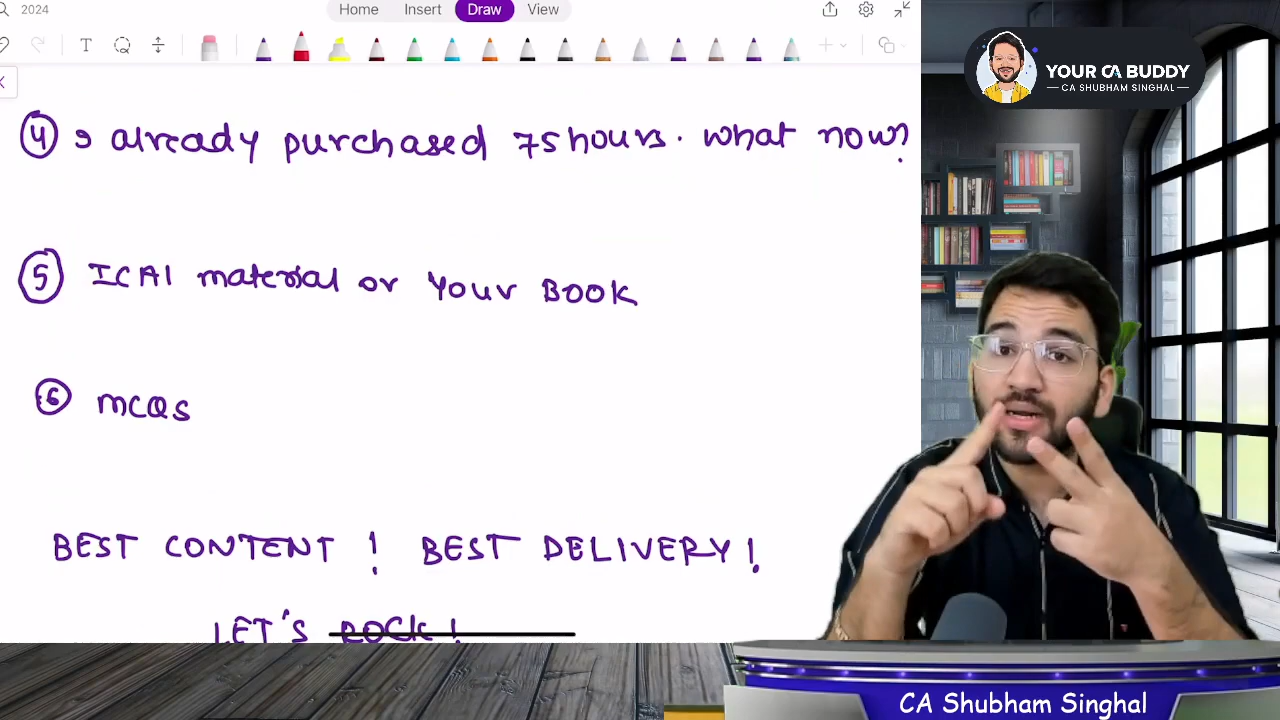 2024
Home Insert Draw View
YOUR CA BUDDY
CA SHUBHAM SINGHAL
④ I already purchased 75 hours. What now?
⑤ ICAI material or Your BOOK
⑥ MCQs
BEST CONTENT ! BEST DELIVERY !
LET'S ROCK !
CA Shubham Singhal